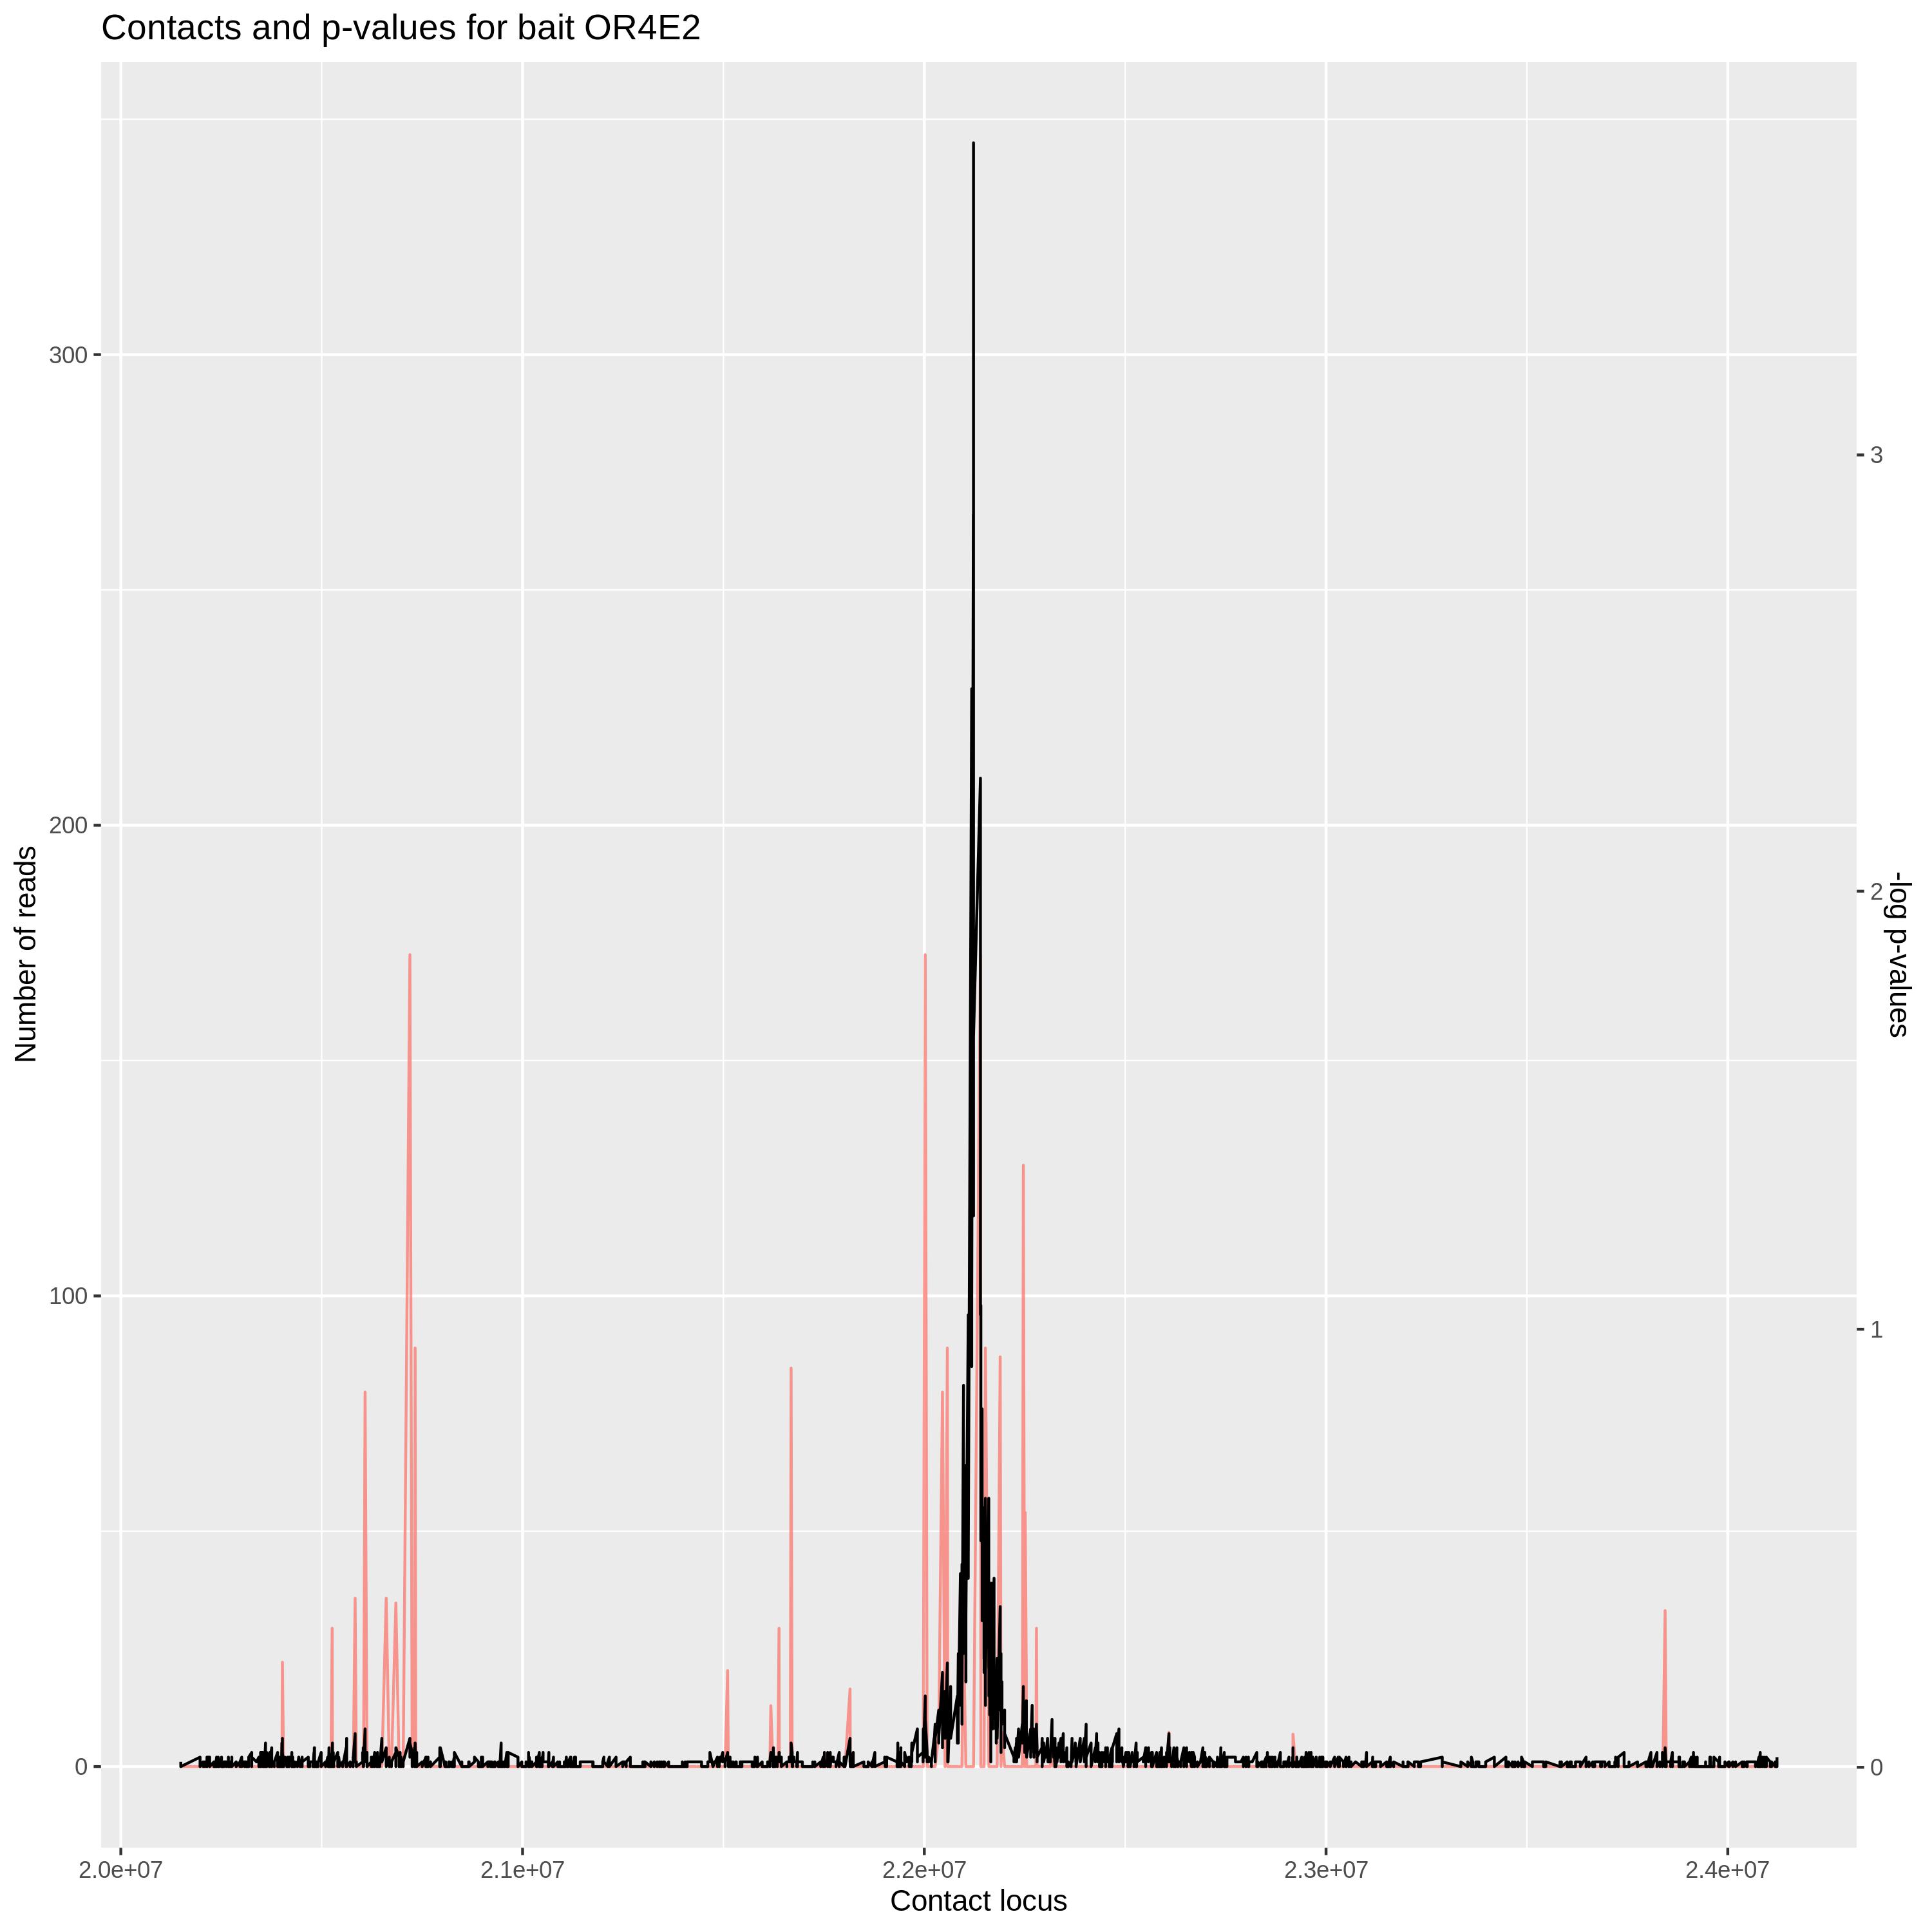 Contacts and p-values for bait OR4E2
300
200
100
0
Number of reads
3
2
1
0
-log p-values
2.0e+07 2.1e+07 2.2e+07 2.3e+07 2.4e+07
Contact locus